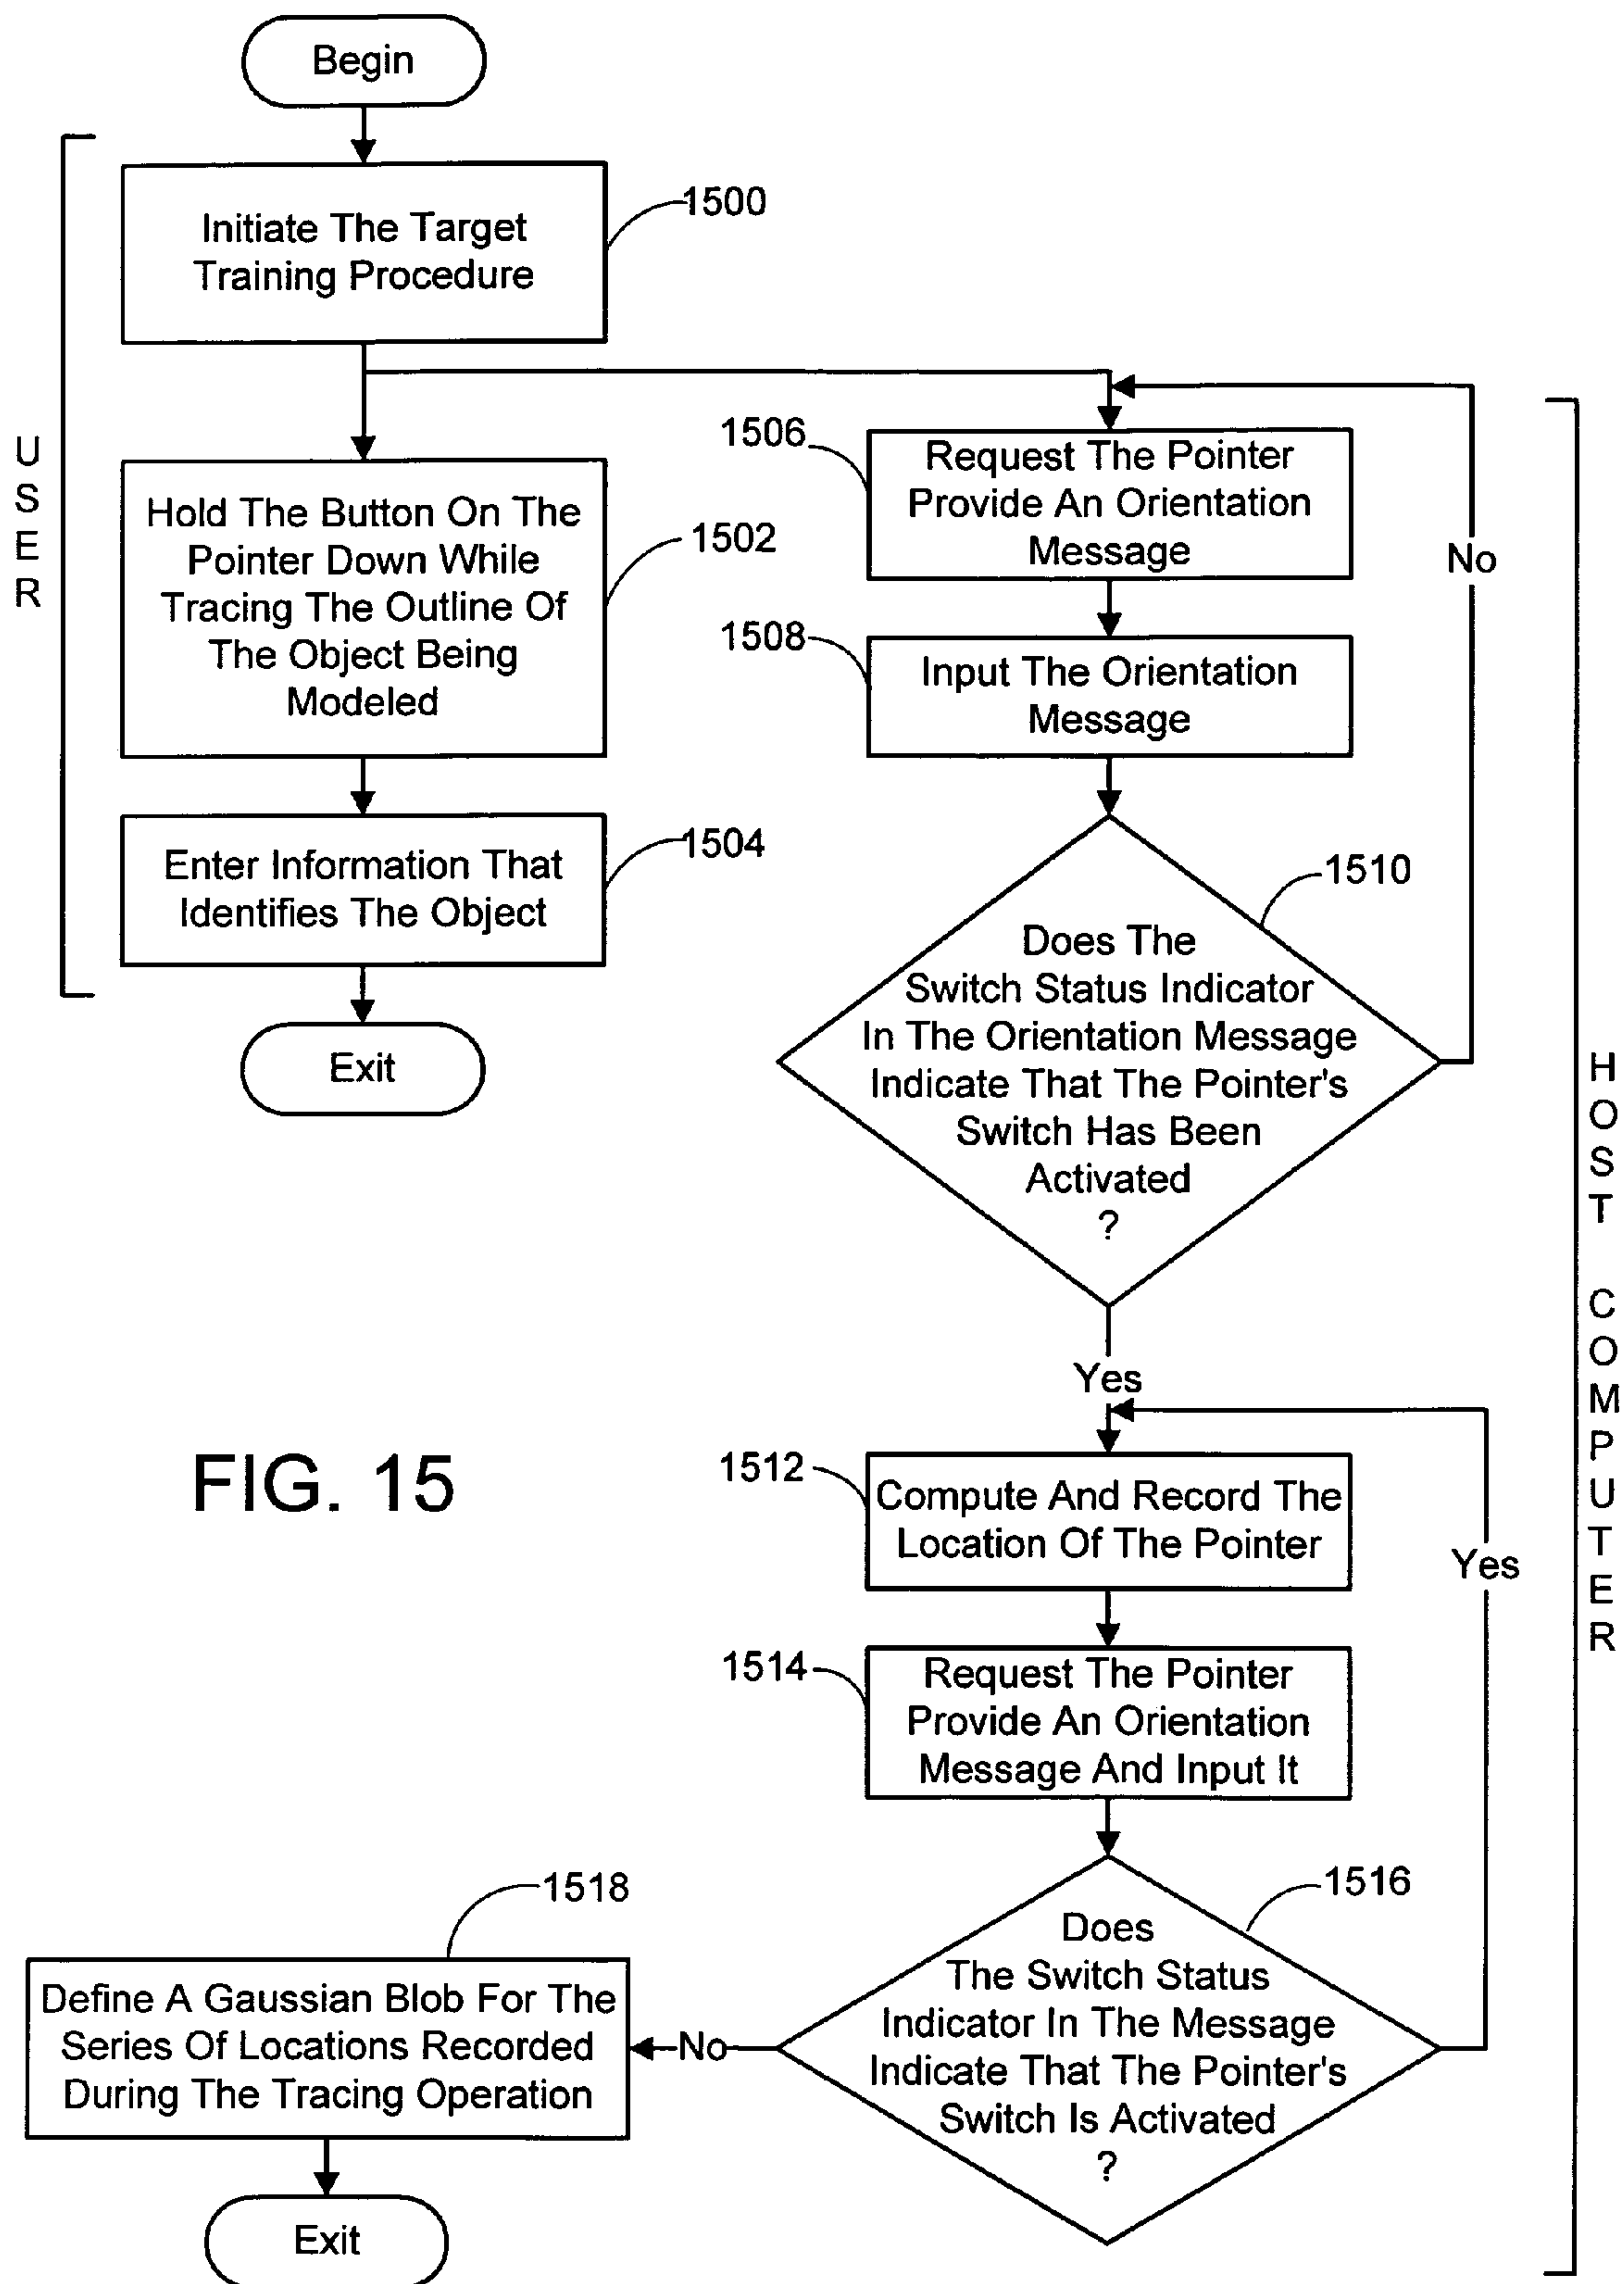 Begin
USER
Initiate The Target
Training Procedure
1500
Hold The Button On The
Pointer Down While
Tracing The Outline Of
The Object Being
Modeled
1502
Enter Information That
Identifies The Object
1504
Exit
HOST COMPUTER
1506
Request The Pointer
Provide An Orientation
Message
No
1508
Input The Orientation
Message
1510
Does The
Switch Status Indicator
In The Orientation Message
Indicate That The Pointer's
Switch Has Been
Activated
?
Yes
FIG. 15
1512
Compute And Record The
Location Of The Pointer
Yes
1514
Request The Pointer
Provide An Orientation
Message And Input It
1516
Does
The Switch Status
Indicator In The Message
Indicate That The Pointer's
Switch Is Activated
?
No
1518
Define A Gaussian Blob For The
Series Of Locations Recorded
During The Tracing Operation
Exit